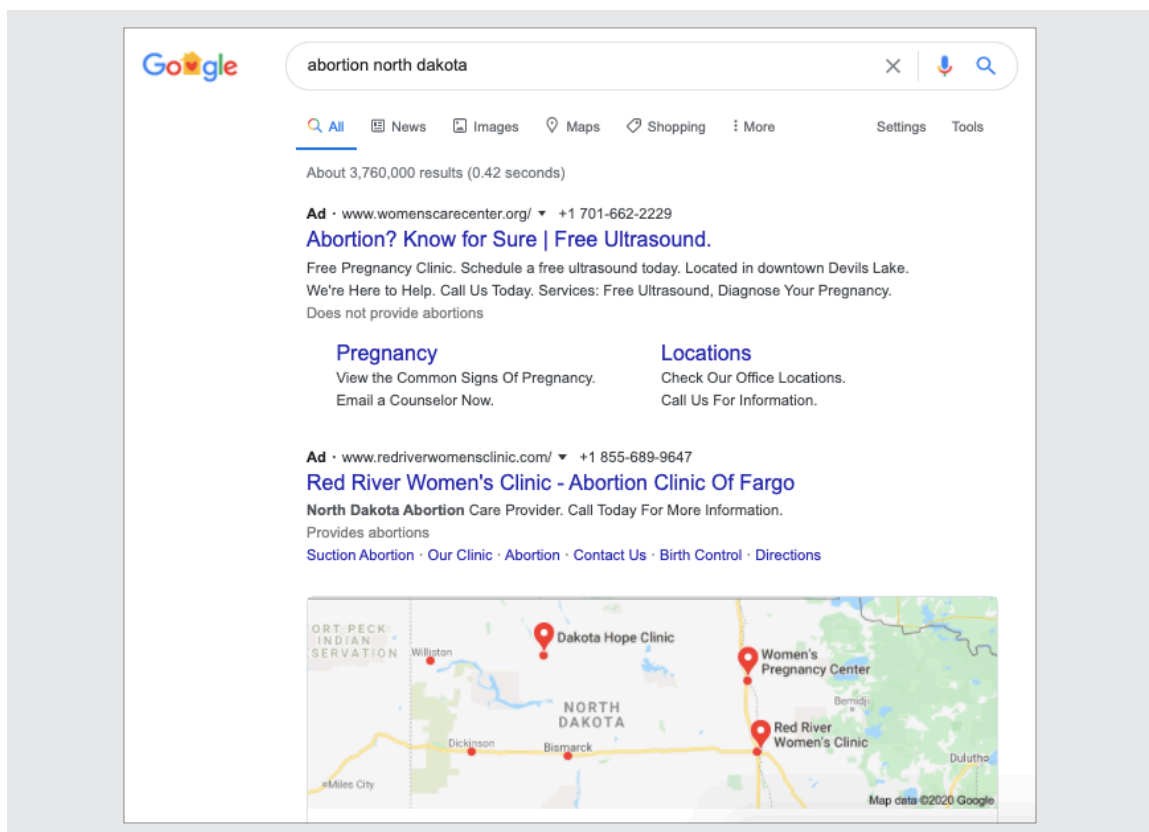 Google
abortion north dakota
All News Images Maps Shopping More Settings Tools
About 3,760,000 results (0.42 seconds)
Ad · www.womenscarecenter.org/ +1 701-662-2229
Abortion? Know for Sure | Free Ultrasound.
Free Pregnancy Clinic. Schedule a free ultrasound today. Located in downtown Devils Lake.
We're Here to Help. Call Us Today. Services: Free Ultrasound, Diagnose Your Pregnancy.
Does not provide abortions
Pregnancy
View the Common Signs Of Pregnancy.
Email a Counselor Now.
Locations
Check Our Office Locations.
Call Us For Information.
Ad · www.redriverwomensclinic.com/ +1 855-689-9647
Red River Women's Clinic - Abortion Clinic Of Fargo
North Dakota Abortion Care Provider. Call Today For More Information.
Provides abortions
Suction Abortion · Our Clinic · Abortion · Contact Us · Birth Control · Directions
ORT PECK
INDIAN
SERVATION
Williston
Dakota Hope Clinic
Women's
Pregnancy Center
Bemidji
NORTH
DAKOTA
Red River
Women's Clinic
Dickinson
Bismarck
Duluth
Miles City
Map data ©2020 Google